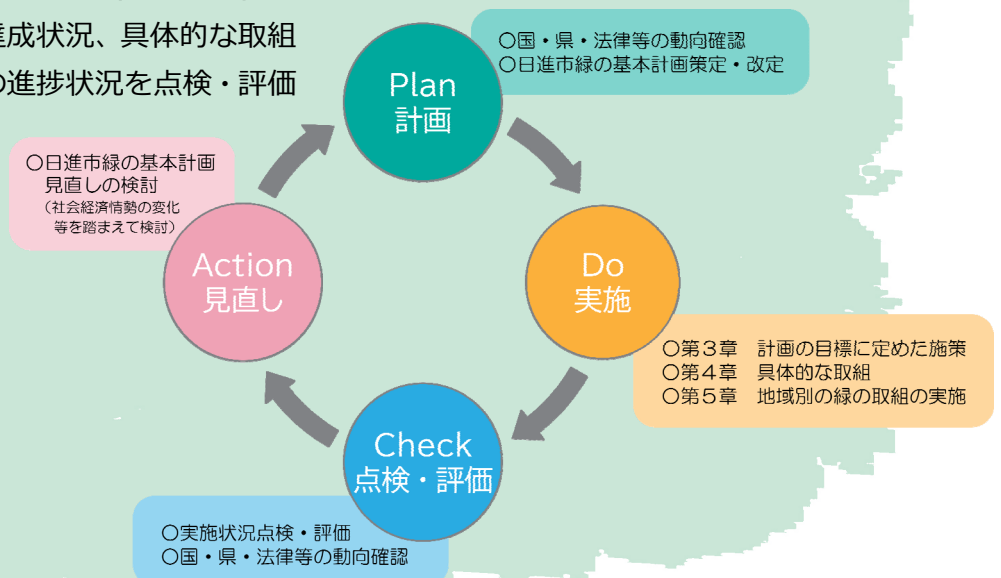 達成状況、具体的な取組
の進捗状況を点検・評価
Plan
計画
○国・県・法律等の動向確認
○日進市緑の基本計画策定・改定
○日進市緑の基本計画
見直しの検討
(社会経済情勢の変化
等を踏まえて検討)
Action
見直し
Do
実施
○第3章 計画の目標に定めた施策
○第4章 具体的な取組
○第5章 地域別の緑の取組の実施
Check
点検・評価
○実施状況点検・評価
○国・県・法律等の動向確認